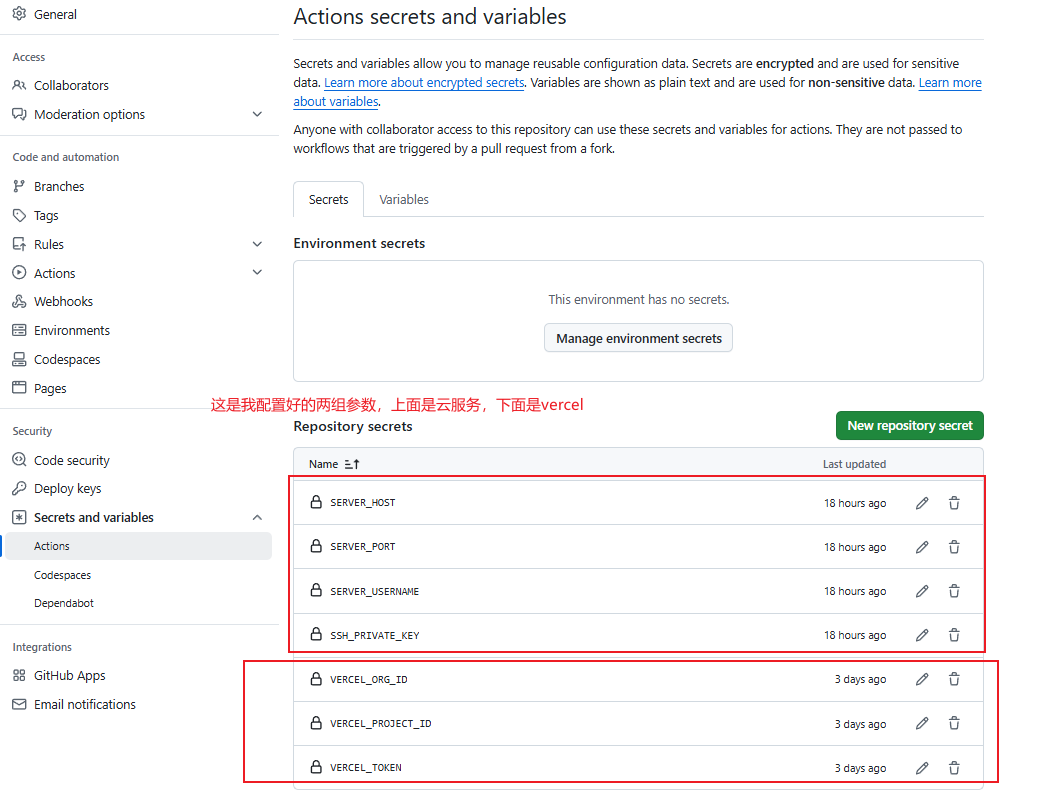 General
Access
Collaborators
Moderation options
Code and automation
Branches
Tags
Rules
Actions
Webhooks
Environments
Codespaces
Pages
Security
Code security
Deploy keys
Secrets and variables
Actions
Codespaces
Dependabot
Integrations
GitHub Apps
Email notifications
Actions secrets and variables
Secrets and variables allow you to manage reusable configuration data. Secrets are encrypted and are used for sensitive
data. Learn more about encrypted secrets. Variables are shown as plain text and are used for non-sensitive data. Learn more
about variables.
Anyone with collaborator access to this repository can use these secrets and variables for actions. They are not passed to
workflows that are triggered by a pull request from a fork.
Secrets Variables
Environment secrets
This environment has no secrets.
Manage environment secrets
这是我配置好的两组参数，上面是云服务，下面是vercel
Repository secrets New repository secret
Name Last updated
SERVER_HOST 18 hours ago
SERVER_PORT 18 hours ago
SERVER_USERNAME 18 hours ago
SSH_PRIVATE_KEY 18 hours ago
VERCEL_ORG_ID 3 days ago
VERCEL_PROJECT_ID 3 days ago
VERCEL_TOKEN 3 days ago